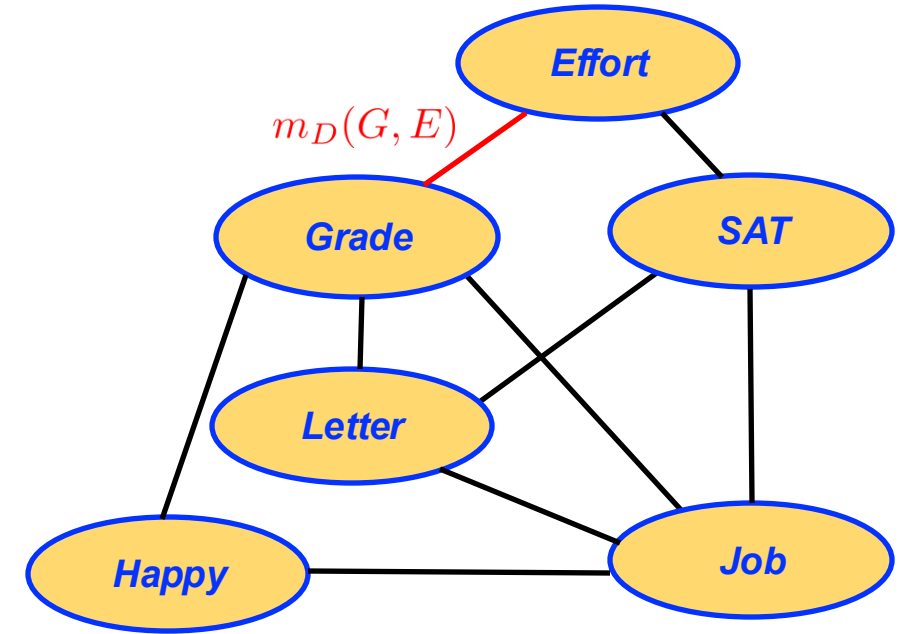 Effort
m_D(G, E)
Grade
SAT
Letter
Happy
Job